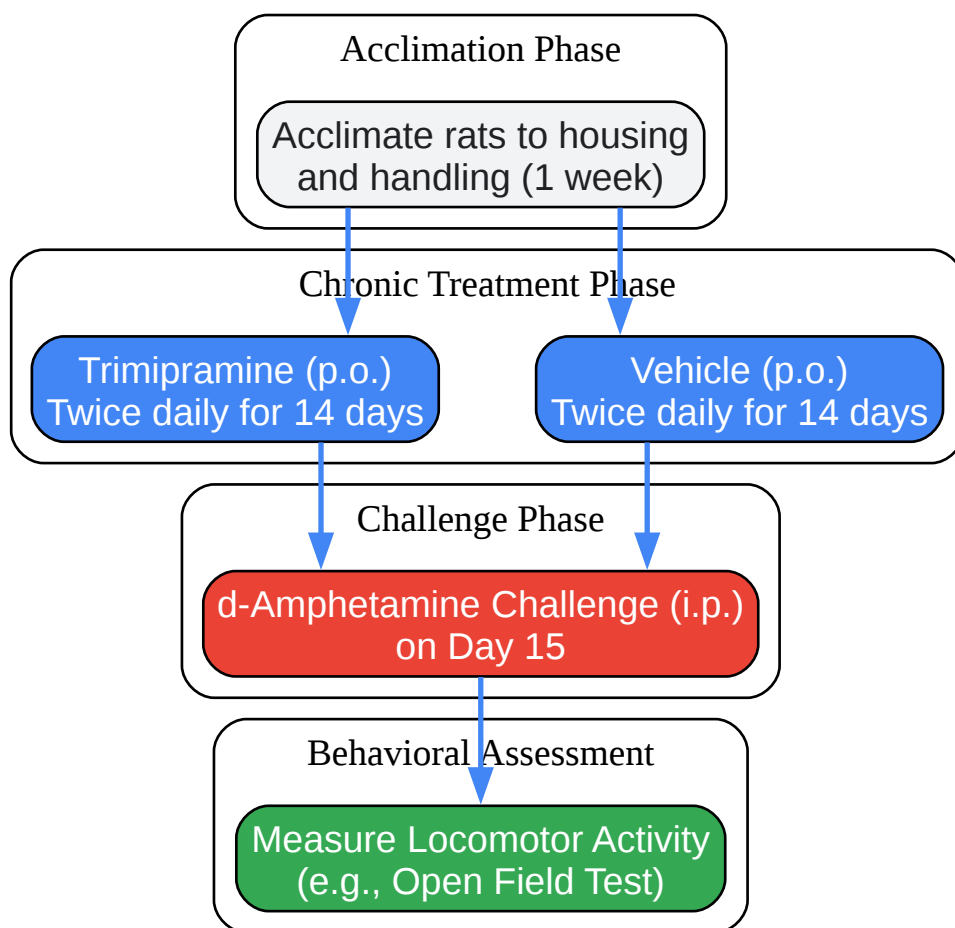 Acclimation Phase
Acclimate rats to housing
and handling (1 week)
Chronic Treatment Phase
Trimipramine (p.o.)
Twice daily for 14 days
Vehicle (p.o.)
Twice daily for 14 days
Challenge Phase
d-Amphetamine Challenge (i.p.)
on Day 15
Behavioral Assessment
Measure Locomotor Activity
(e.g., Open Field Test)